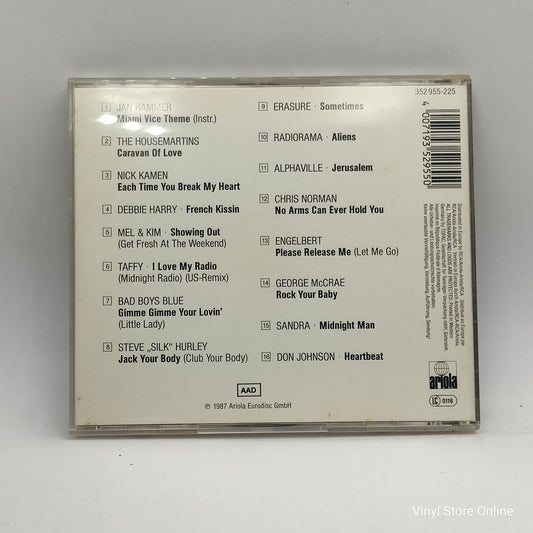 352 955-225
1 JAN HAMMER
Miami Vice Theme (Instr.)
2 THE HOUSEMARTINS
Caravan Of Love
3 NICK KAMEN
Each Time You Break My Heart
4 DEBBIE HARRY · French Kissin
5 MEL & KIM · Showing Out
(Get Fresh At The Weekend)
6 TAFFY · I Love My Radio
(Midnight Radio) (US-Remix)
7 BAD BOYS BLUE
Gimme Gimme Your Lovin'
(Little Lady)
8 STEVE „SILK" HURLEY
Jack Your Body (Club Your Body)
9 ERASURE · Sometimes
10 RADIORAMA · Aliens
11 ALPHAVILLE · Jerusalem
12 CHRIS NORMAN
No Arms Can Ever Hold You
13 ENGELBERT
Please Release Me (Let Me Go)
14 GEORGE McCRAE
Rock Your Baby
15 SANDRA · Midnight Man
16 DON JOHNSON · Heartbeat
AAD
℗ 1987 Ariola Eurodisc GmbH
4 007193 529550
ariola
LC 0116
Vinyl Store Online